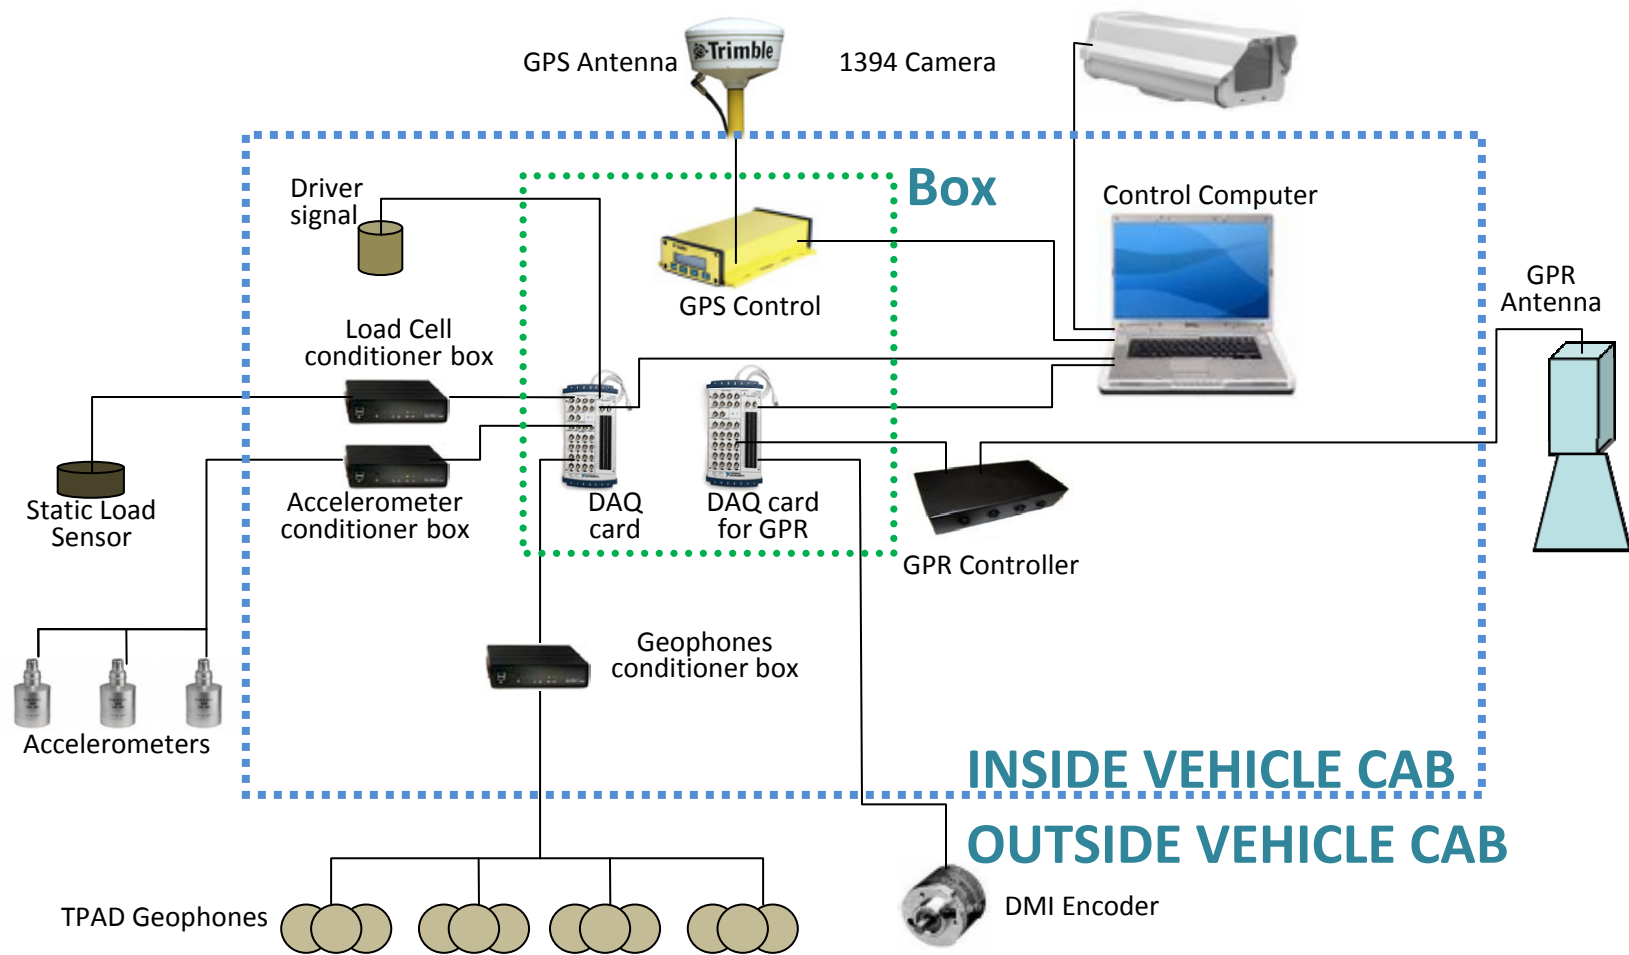 GPS Antenna
Trimble
1394 Camera
Box
Driver
signal
Control Computer
GPS Control
GPR
Antenna
Load Cell
conditioner box
Static Load
Sensor
Accelerometer
conditioner box
DAQ
card
DAQ card
for GPR
GPR Controller
Geophones
conditioner box
Accelerometers
INSIDE VEHICLE CAB
OUTSIDE VEHICLE CAB
TPAD Geophones
DMI Encoder